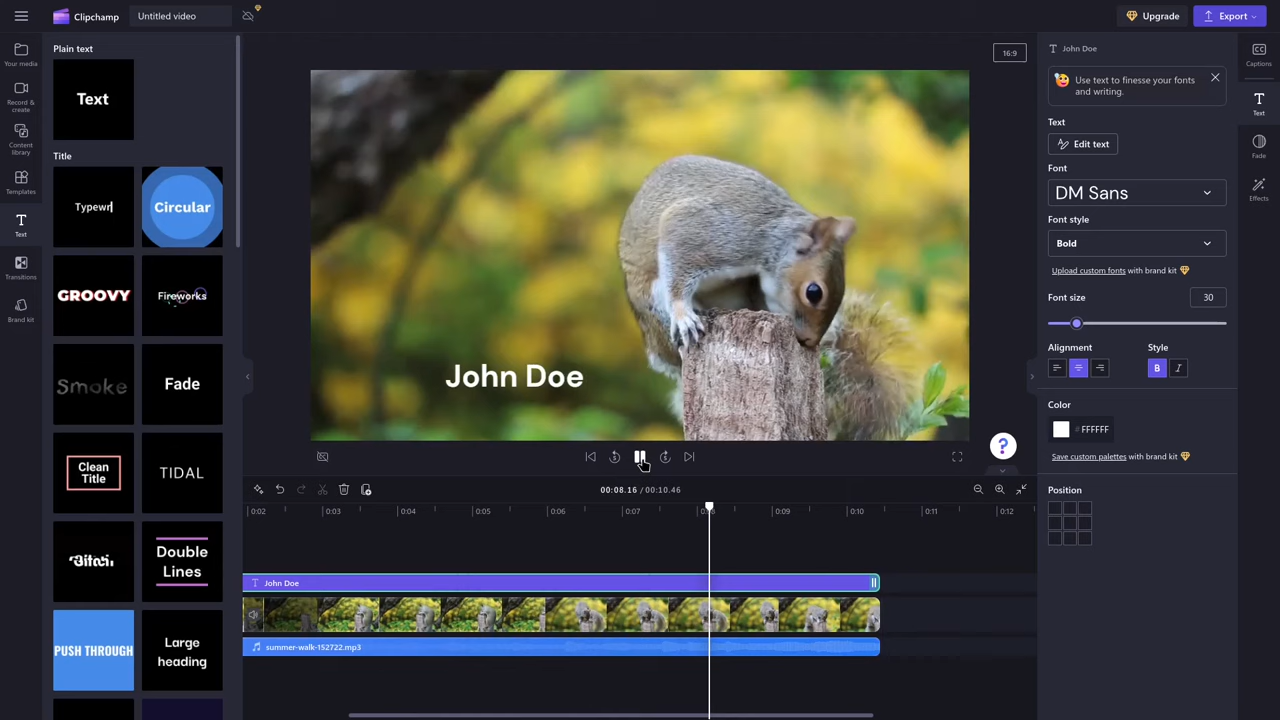 Clipchamp
Untitled video
Upgrade
Export
Your media
Record &
create
Content
library
Templates
Text
Transitions
Brand kit
Plain text
Text
Title
Typewr
Circular
GROOVY
Fireworks
Smoke
Fade
Clean
Title
TIDAL
Double
Lines
PUSH THROUGH
Large
heading
16:9
John Doe
?
00:08.16 / 00:10.46
0:02
0:03
0:04
0:05
0:06
0:07
0:09
0:10
0:11
0:12
John Doe
summer-walk-152722.mp3
John Doe
Use text to finesse your fonts
and writing.
Text
Edit text
Font
DM Sans
Font style
Bold
Upload custom fonts with brand kit
Font size
30
Alignment
Style
B
I
Color
# FFFFFF
Save custom palettes with brand kit
Position
CC
Captions
Text
Fade
Effects